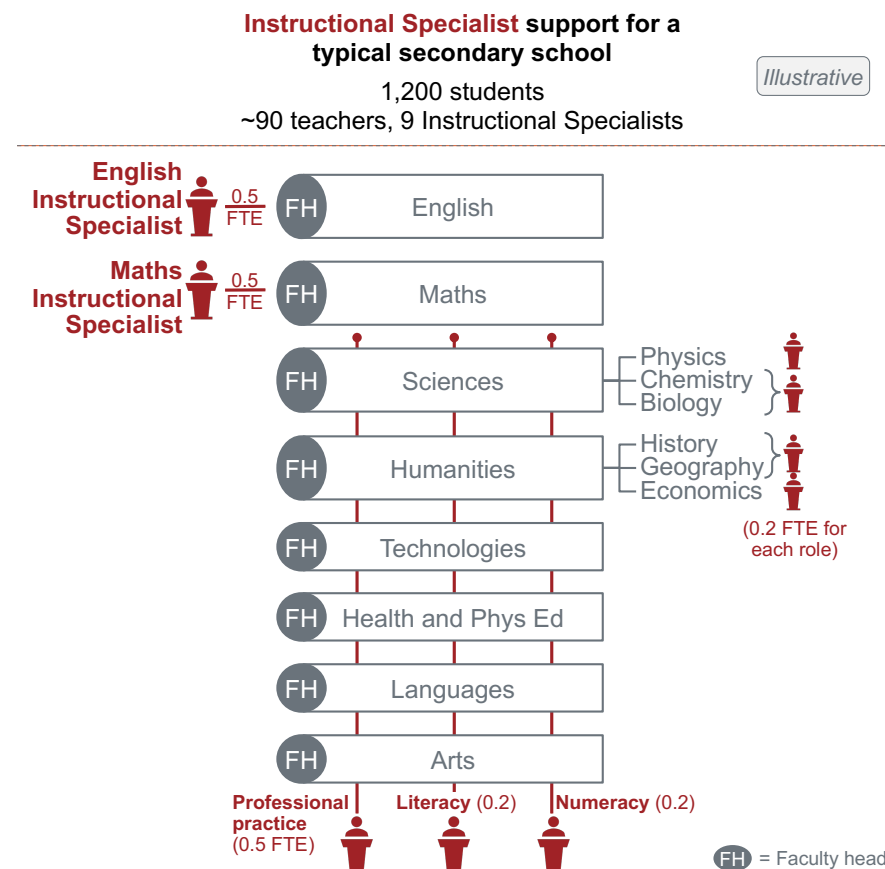 Instructional Specialist support for a
typical secondary school
Illustrative
1,200 students
~90 teachers, 9 Instructional Specialists
English
Instructional
Specialist
0.5
FTE
FH
English
Maths
Instructional
Specialist
0.5
FTE
FH
Maths
FH
Sciences
Physics
Chemistry
Biology
FH
Humanities
History
Geography
Economics
(0.2 FTE for
each role)
FH
Technologies
FH
Health and Phys Ed
FH
Languages
FH
Arts
Professional
practice
(0.5 FTE)
Literacy (0.2)
Numeracy (0.2)
FH = Faculty head